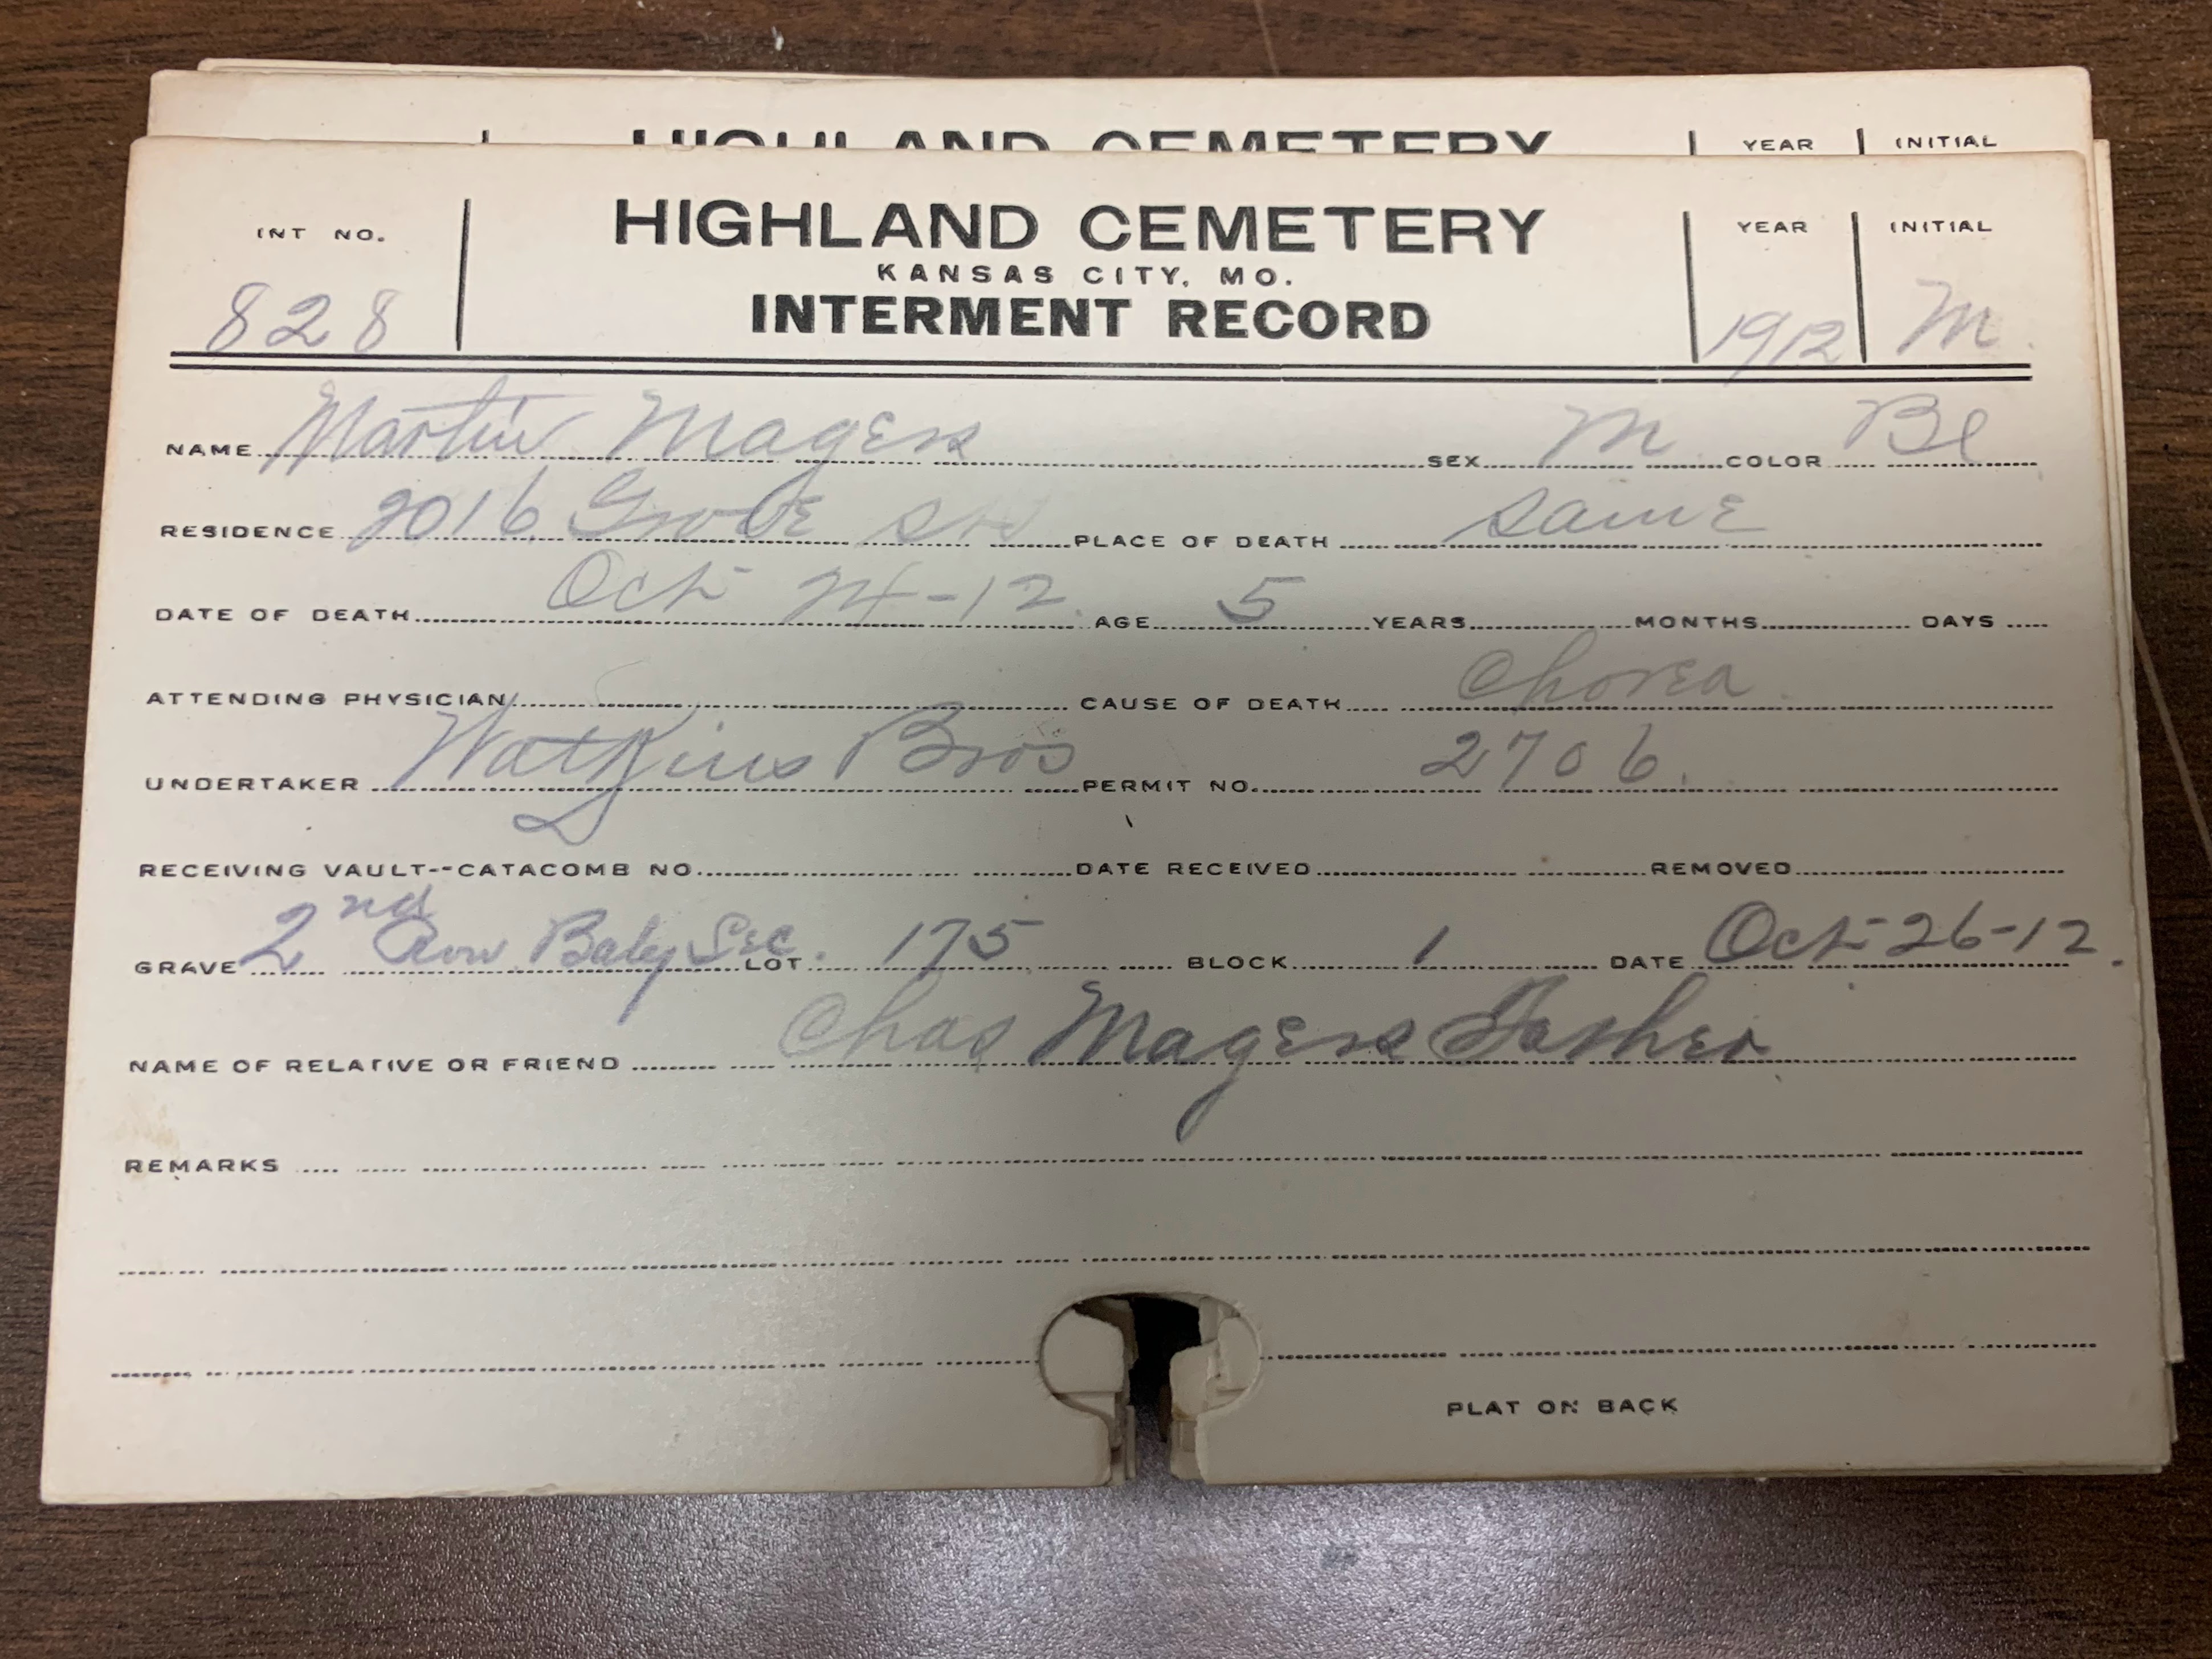 HIGHLAND CEMETERY YEAR INITIAL
INT NO. HIGHLAND CEMETERY YEAR INITIAL
KANSAS CITY, MO.
828 INTERMENT RECORD 1912 M.
NAME Martin Magers SEX M COLOR Bl
RESIDENCE 2016 Grove PLACE OF DEATH Same
DATE OF DEATH Oct 24-12. AGE 5 YEARS MONTHS DAYS
ATTENDING PHYSICIAN CAUSE OF DEATH Chorea.
UNDERTAKER Watkins Bros PERMIT NO. 2706.
RECEIVING VAULT--CATACOMB NO. DATE RECEIVED REMOVED
GRAVE 2nd Row Baby Sec. LOT 175 BLOCK 1 DATE Oct-26-12.
NAME OF RELATIVE OR FRIEND Chas Magers Father
REMARKS
PLAT ON BACK